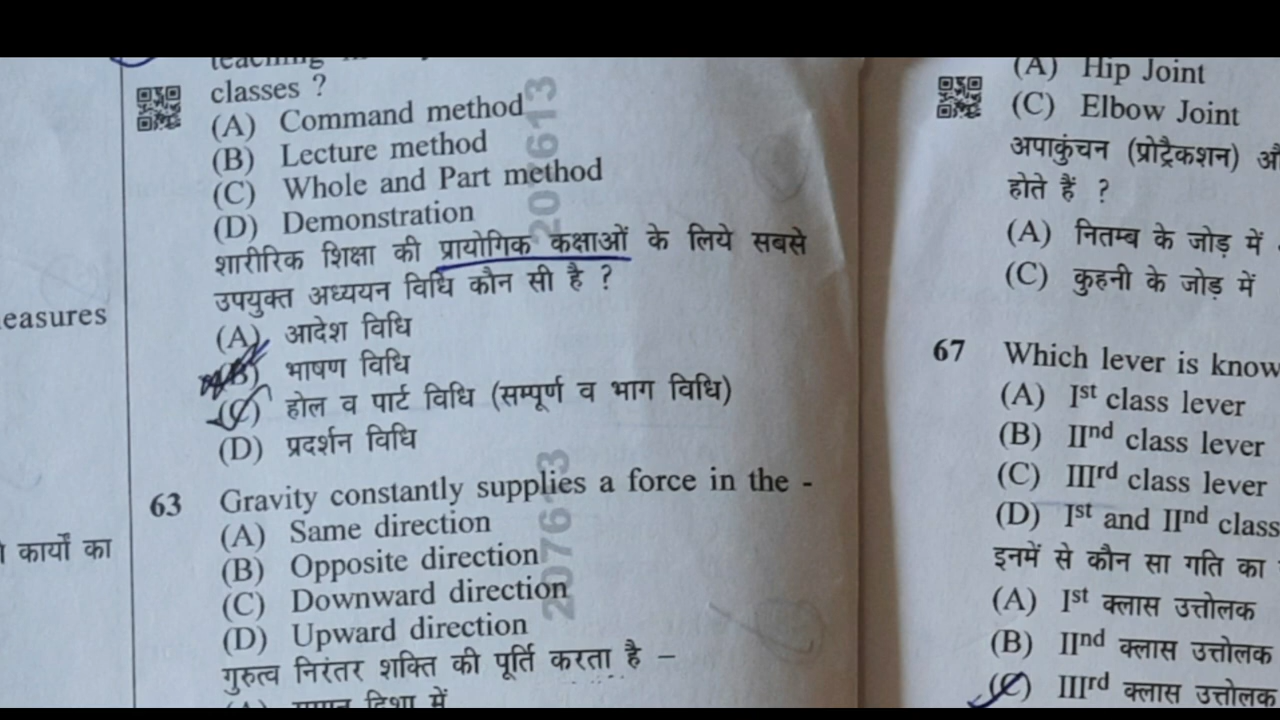 classes ?
(A) Command method
(B) Lecture method
(C) Whole and Part method
(D) Demonstration
शारीरिक शिक्षा की प्रायोगिक कक्षाओं के लिये सबसे
उपयुक्त अध्ययन विधि कौन सी है ?
(A) आदेश विधि
(B) भाषण विधि
(C) होल व पार्ट विधि (सम्पूर्ण व भाग विधि)
(D) प्रदर्शन विधि
63 Gravity constantly supplies a force in the -
(A) Same direction
(B) Opposite direction
(C) Downward direction
(D) Upward direction
गुरुत्व निरंतर शक्ति की पूर्ति करता है –
207613
207613
easures
कार्यों का
(A) Hip Joint
(C) Elbow Joint
अपाकुंचन (प्रोट्रैकशन)
होते हैं ?
(A) नितम्ब के जोड़ में
(C) कुहनी के जोड़ में
67 Which lever is know
(A) Ist class lever
(B) IInd class lever
(C) IIIrd class lever
(D) Ist and IInd class
इनमें से कौन सा गति का
(A) Ist क्लास उत्तोलक
(B) IInd क्लास उत्तोलक
(C) IIIrd क्लास उत्तोलक